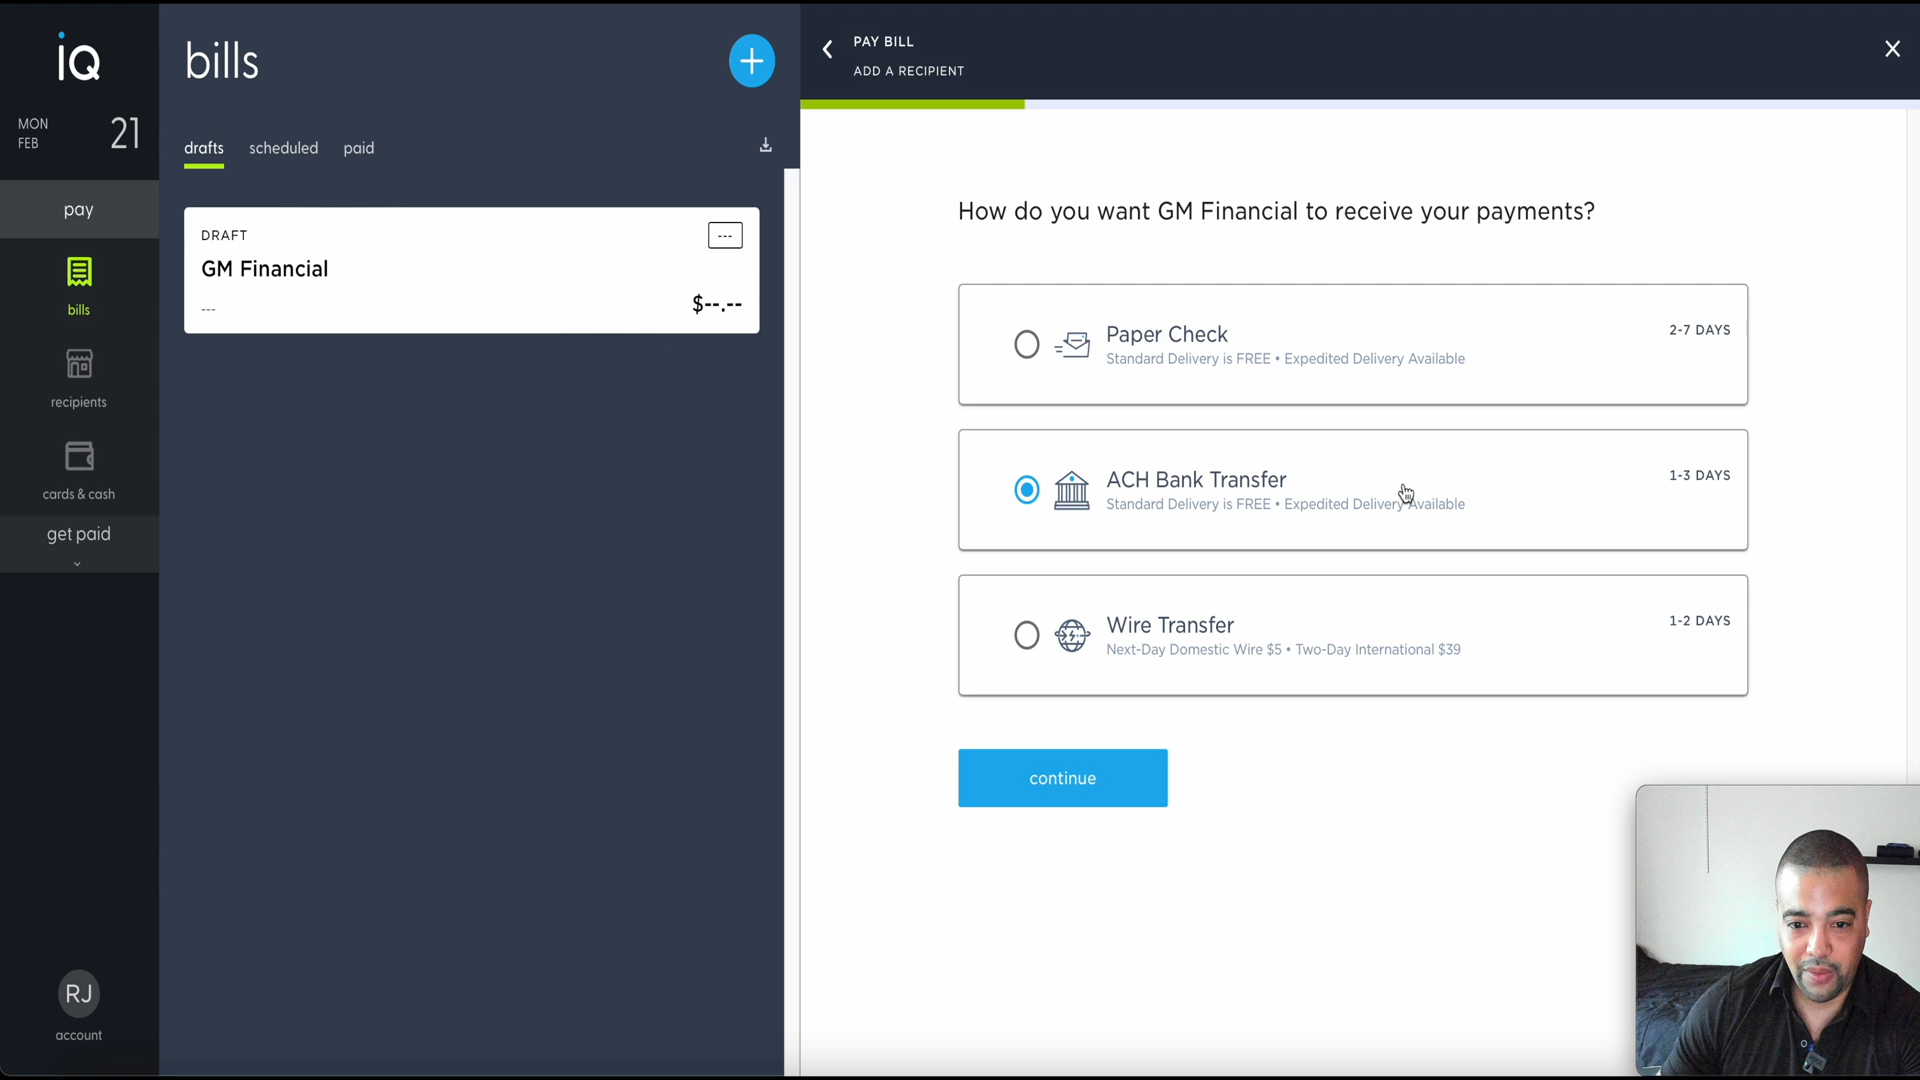 iQ
MON
FEB
21
pay
bills
recipients
cards & cash
get paid
RJ
account
bills
drafts
scheduled
paid
DRAFT
---
GM Financial
---
$--.--
PAY BILL
ADD A RECIPIENT
How do you want GM Financial to receive your payments?
Paper Check
2-7 DAYS
Standard Delivery is FREE • Expedited Delivery Available
ACH Bank Transfer
1-3 DAYS
Standard Delivery is FREE • Expedited Delivery Available
Wire Transfer
1-2 DAYS
Next-Day Domestic Wire $5 • Two-Day International $39
continue